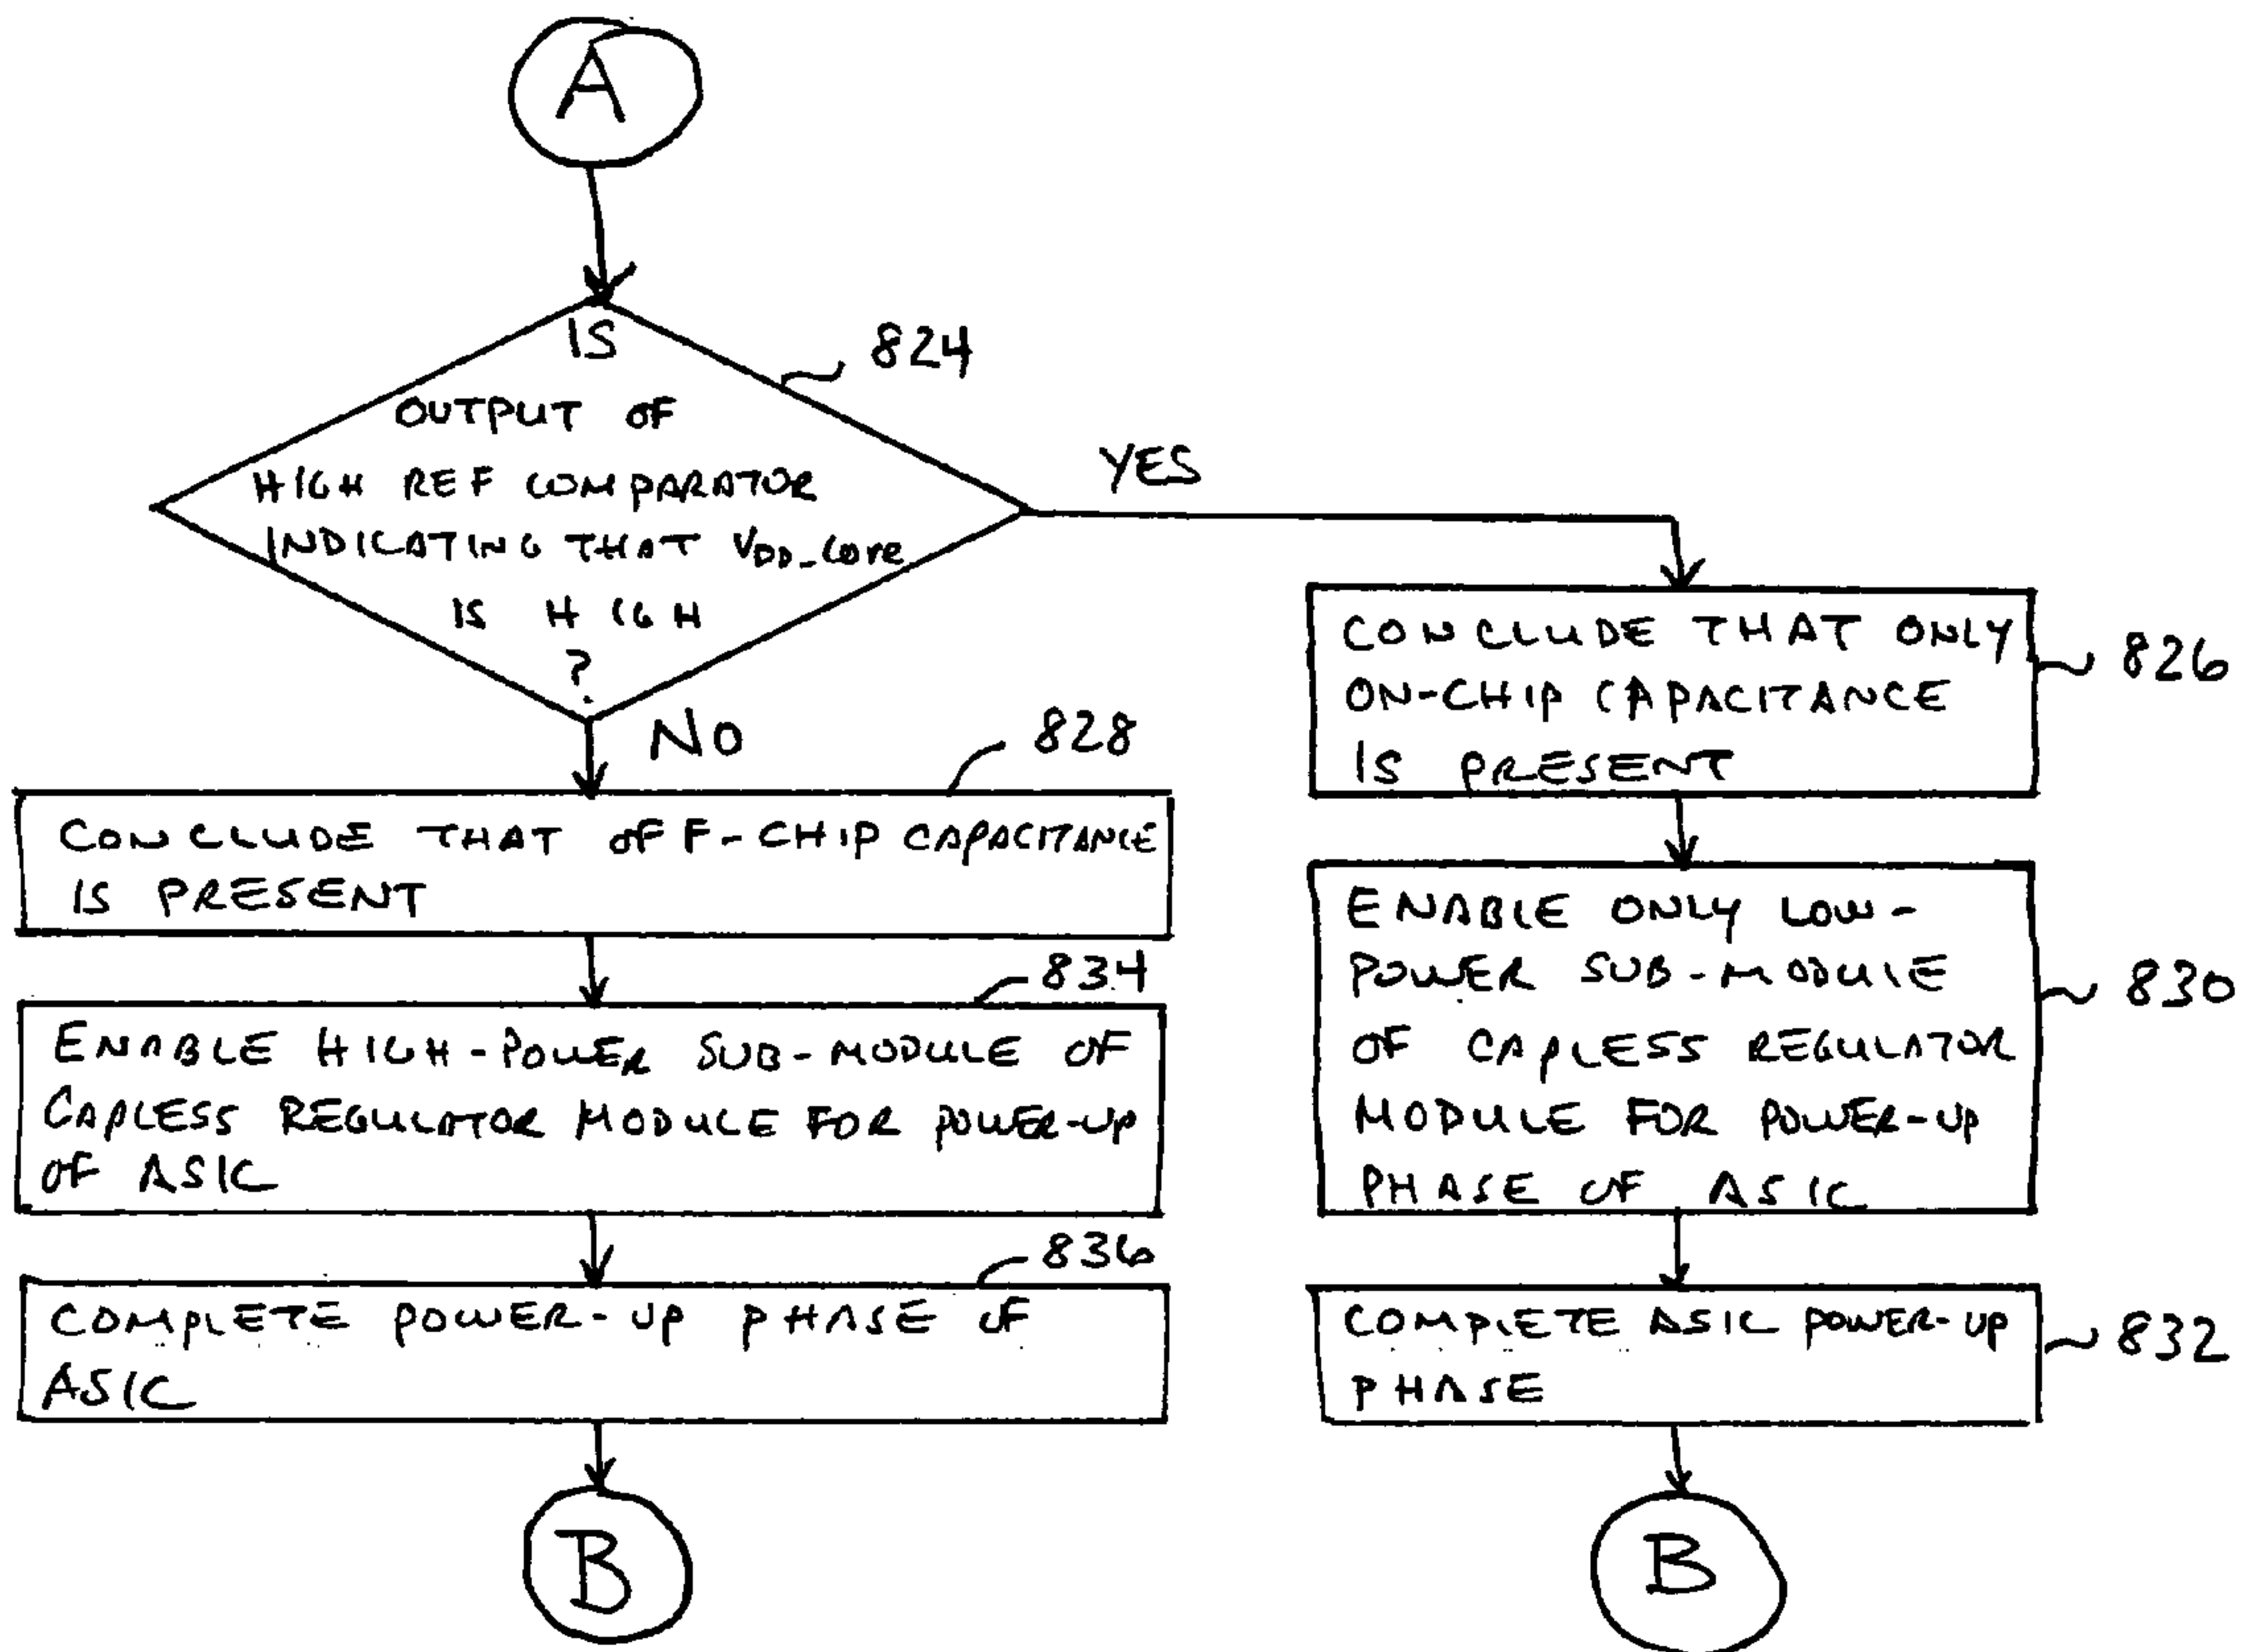 A
IS
OUTPUT OF
HIGH REF COMPARATOR
INDICATING THAT VDD_Core
IS HIGH
?
824
YES
NO
CONCLUDE THAT ONLY
ON-CHIP CAPACITANCE
IS PRESENT
826
828
CONCLUDE THAT OFF-CHIP CAPACITANCE
IS PRESENT
ENABLE ONLY LOW-
POWER SUB-MODULE
OF CAPLESS REGULATOR
MODULE FOR POWER-UP
PHASE OF ASIC
830
834
ENABLE HIGH-POWER SUB-MODULE OF
CAPLESS REGULATOR MODULE FOR POWER-UP
OF ASIC
836
COMPLETE POWER-UP PHASE OF
ASIC
COMPLETE ASIC POWER-UP
PHASE
832
B
B